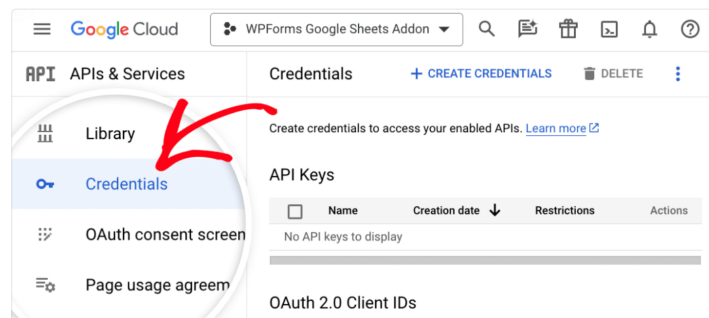 Google Cloud
WPForms Google Sheets Addon
API APIs & Services
Library
Credentials
OAuth consent screen
Page usage agreem
Credentials
+ CREATE CREDENTIALS
DELETE
Create credentials to access your enabled APIs. Learn more
API Keys
Name Creation date Restrictions Actions
No API keys to display
OAuth 2.0 Client IDs